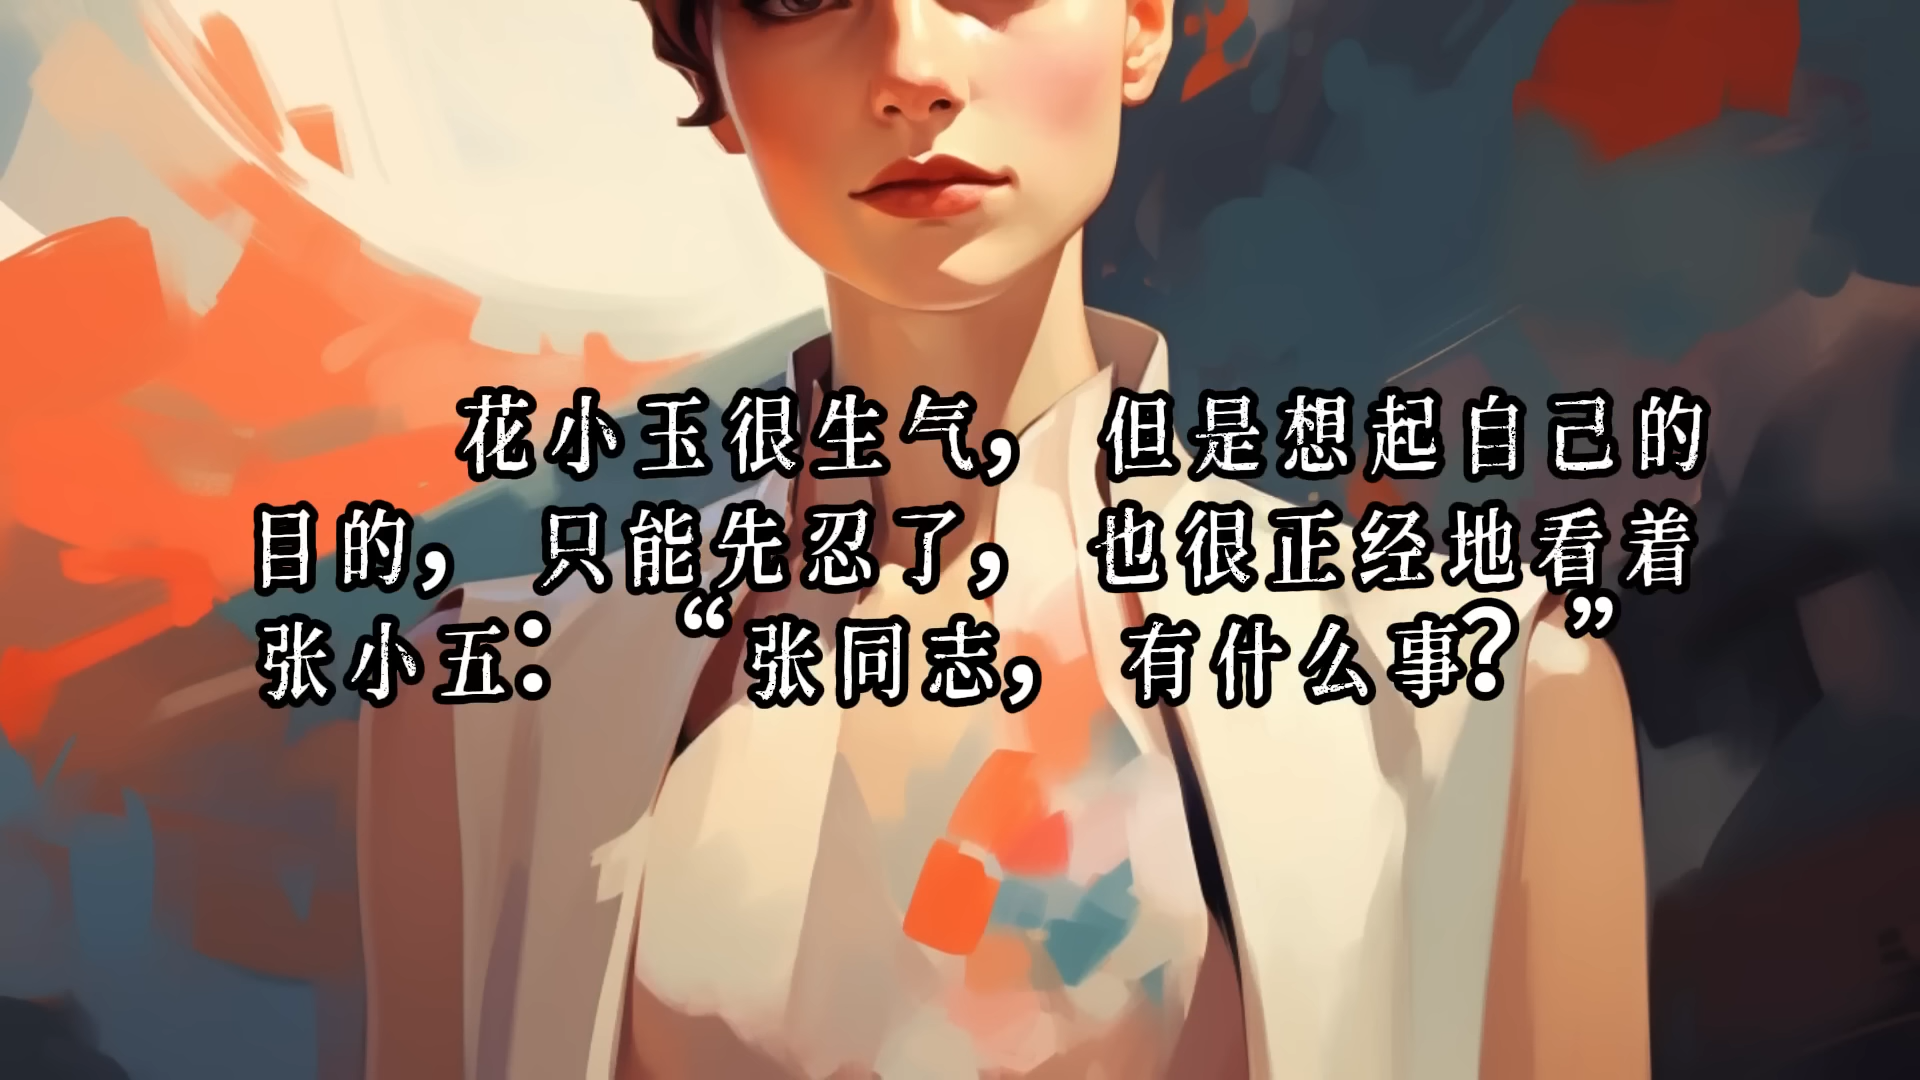 花小玉很生气，但是想起自己的
目的，只能先忍了，也很正经地看着
张小五：“张同志，有什么事？”